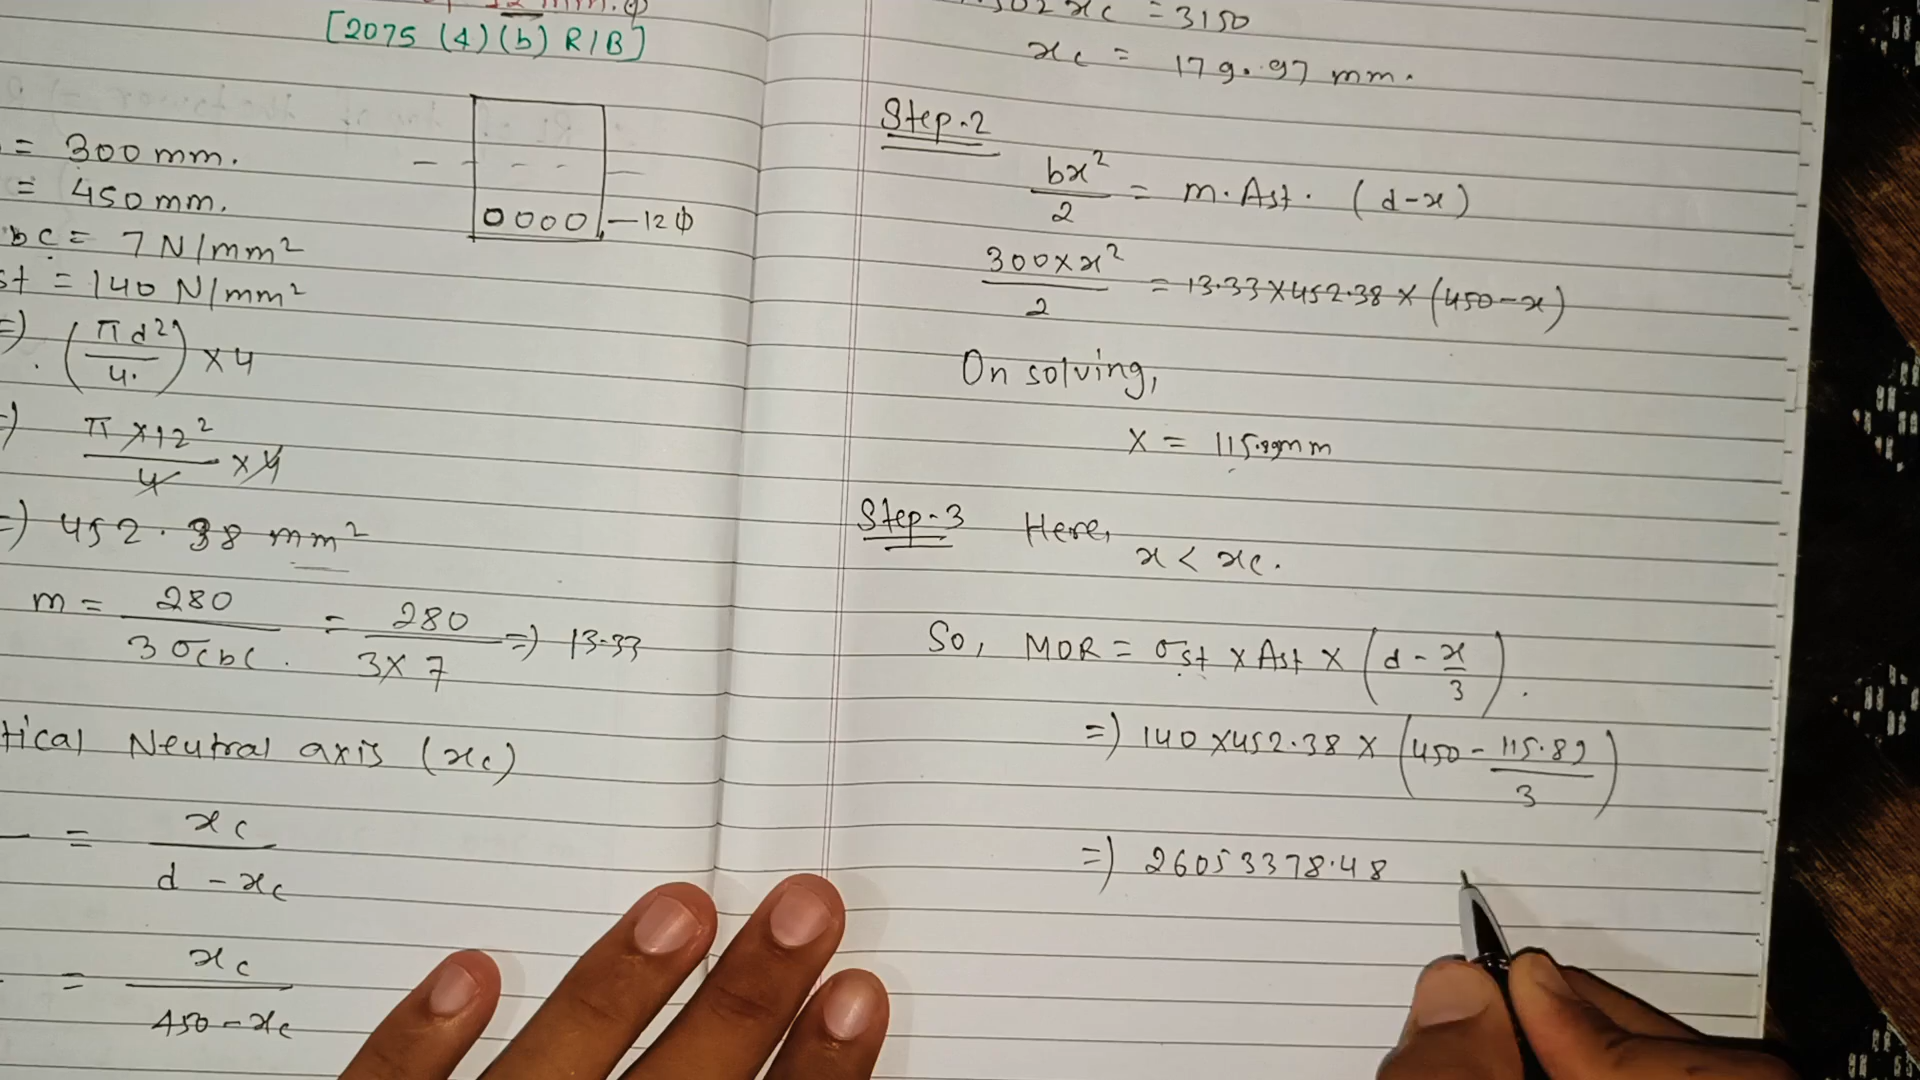 12 mm.φ
[2075 (4)(b) R/B]
= 300 mm.
= 450 mm.
0000 — 12 φ
bc = 7 N/mm²
st = 140 N/mm²
=) (πd²/4.) × 4
=) π × 12²/4 × 4
=) 452.38 mm²
m = 280/3σcbc. = 280/3×7 =) 13.33
tical Neutral axis (xc)
= xc/d - xc
= xc/450 - xc
xc = 3150
xc = 179.97 mm.
Step-2
bx²/2 = m. Ast. (d-x)
300×x²/2 = 13.33×452.38×(450-x)
On solving,
x = 115.89mm
Step-3 Here,
x < xc.
So, MOR = σst × Ast × (d - x/3).
=) 140×452.38 × (450 - 115.89/3)
=) 26053378.48